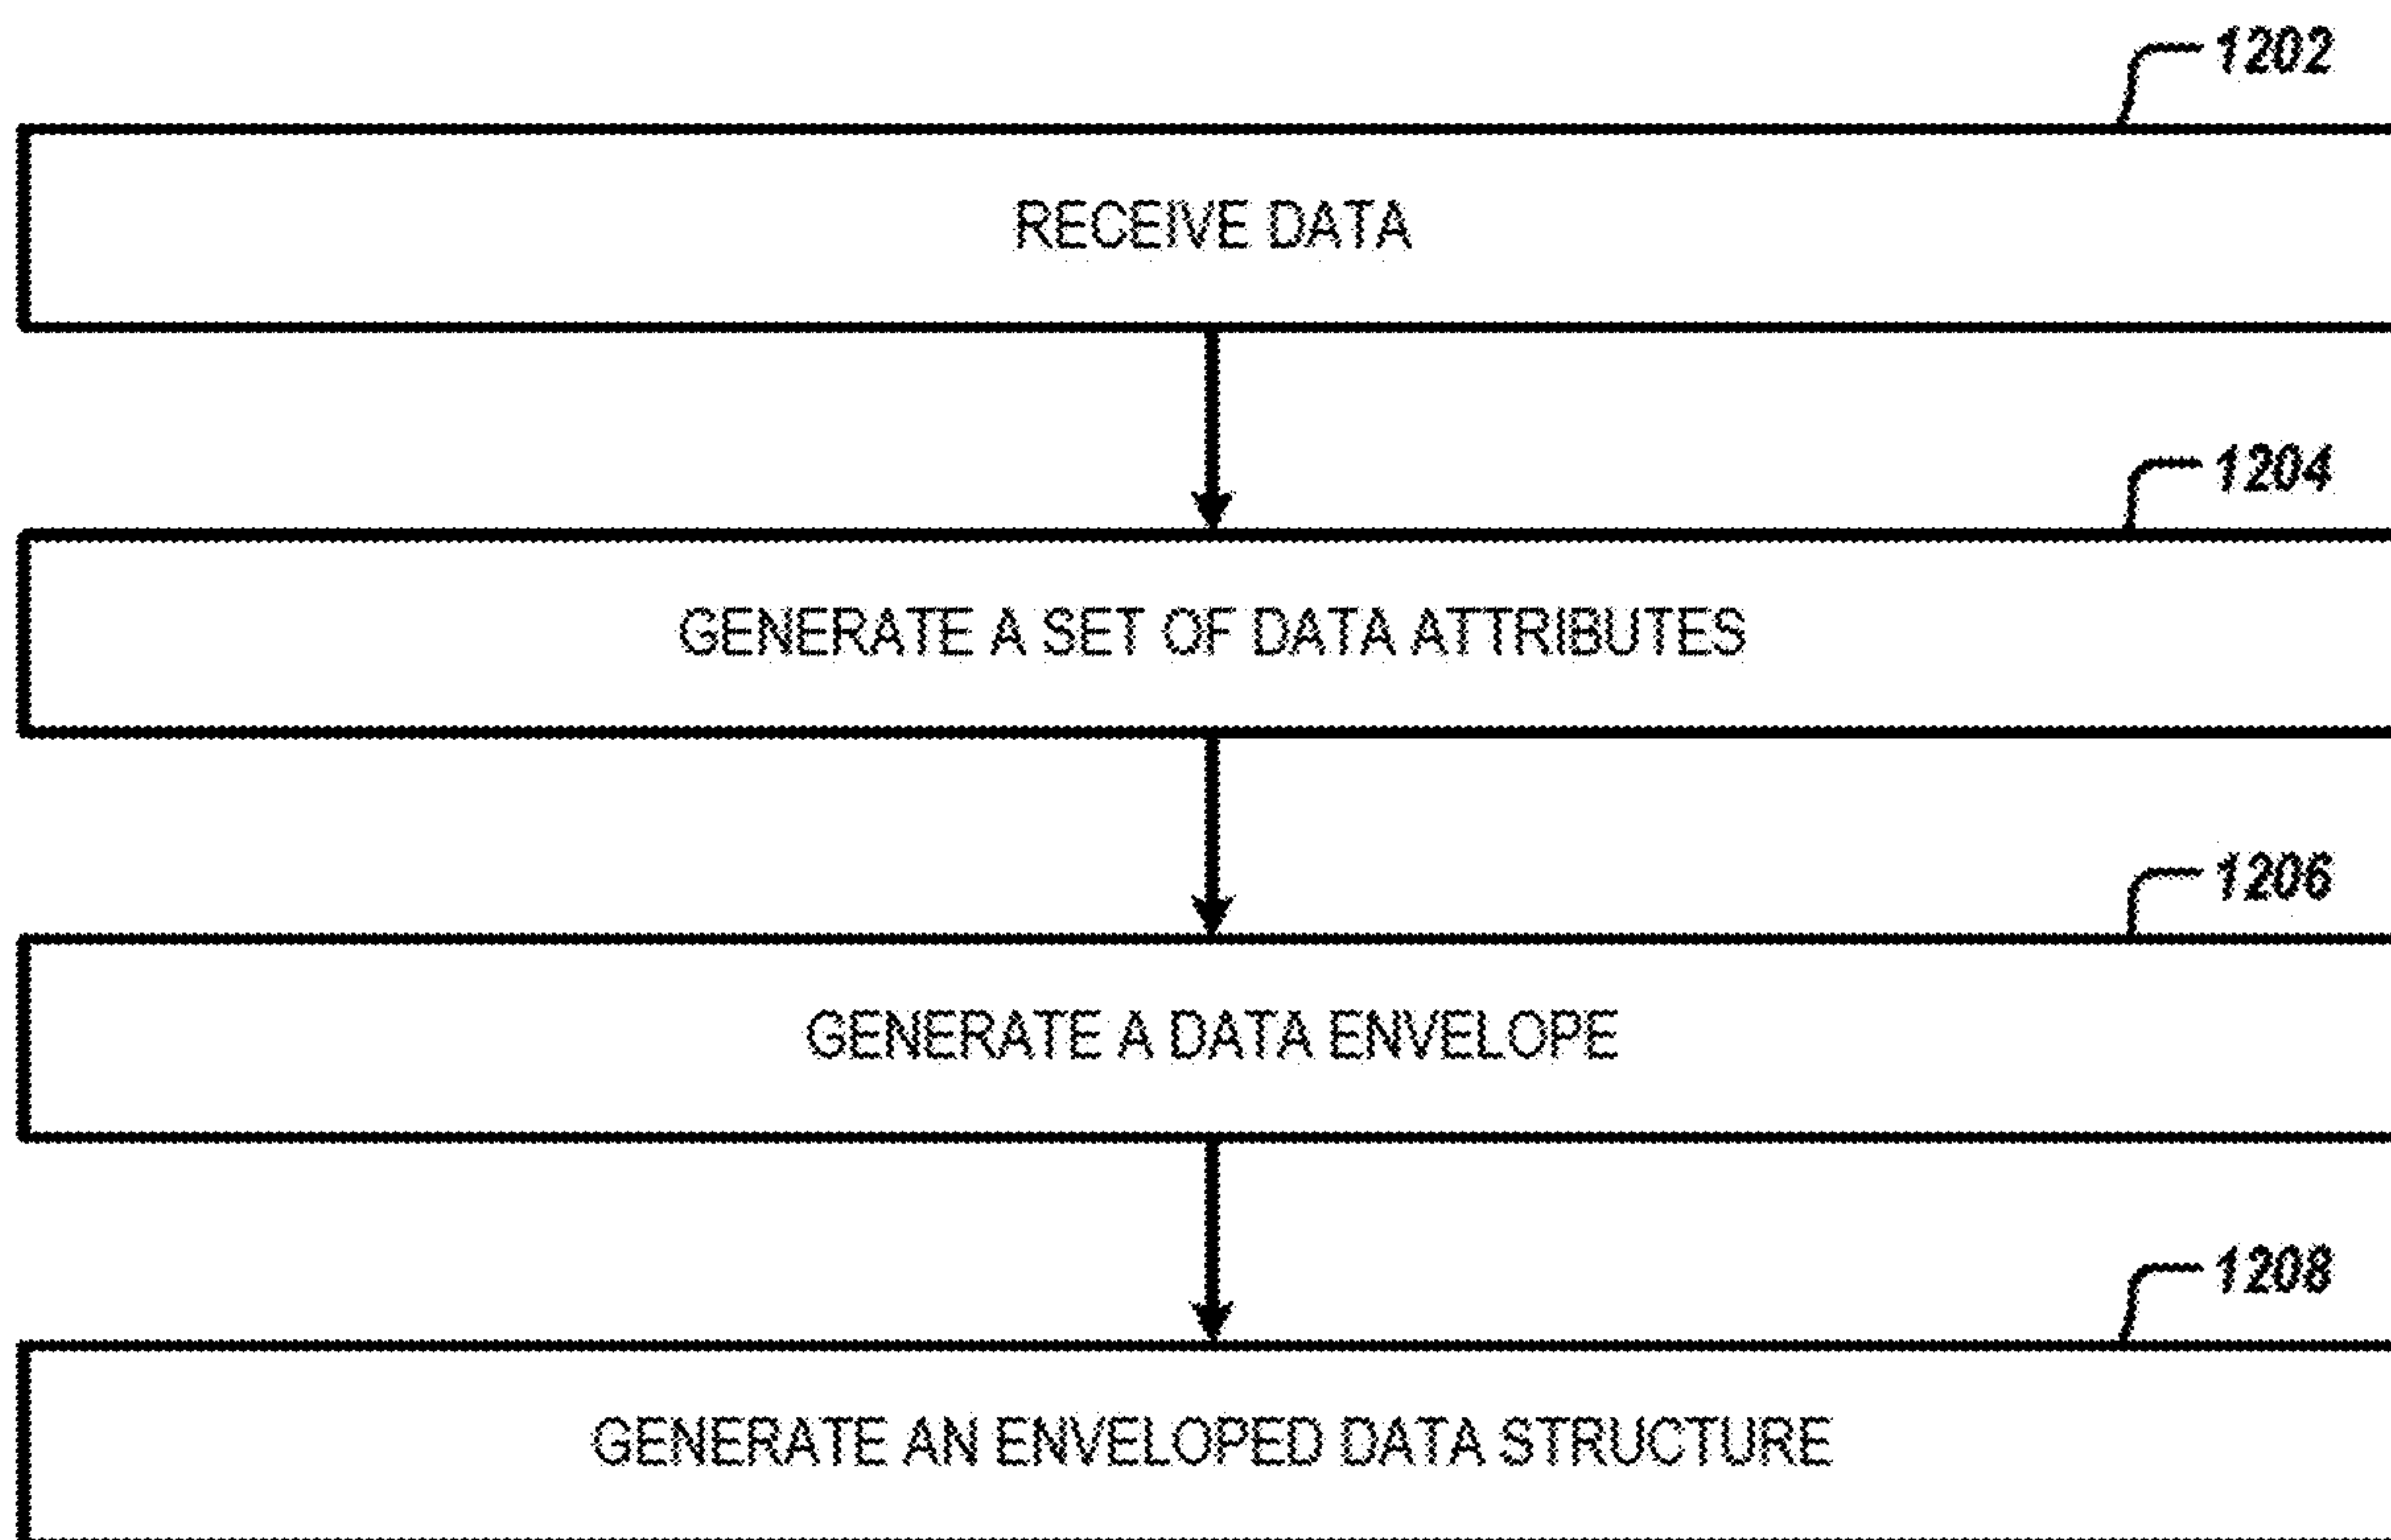 1202
RECEIVE DATA
1204
GENERATE A SET OF DATA ATTRIBUTES
1206
GENERATE A DATA ENVELOPE
1208
GENERATE AN ENVELOPED DATA STRUCTURE